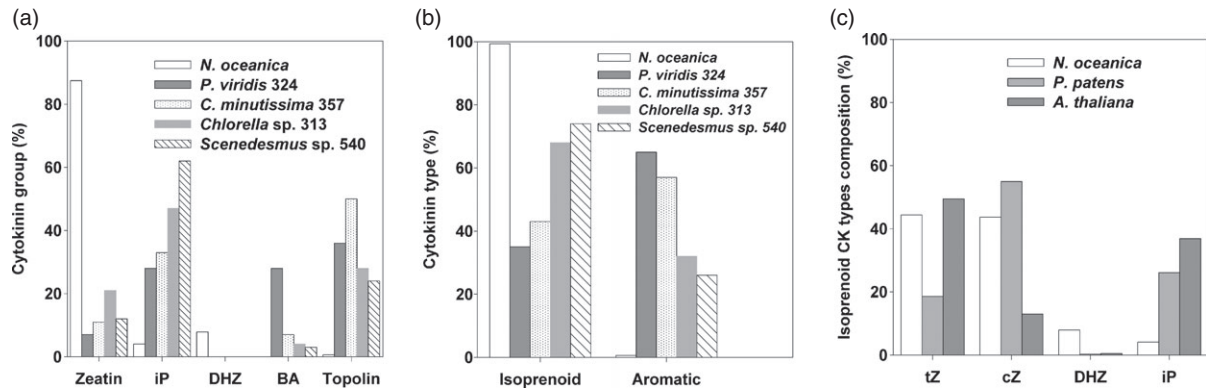 (a)
Cytokinin group (%)
100
80
60
40
20
0
N. oceanica
P. viridis 324
C. minutissima 357
Chlorella sp. 313
Scenedesmus sp. 540
Zeatin iP DHZ BA Topolin
(b)
Cytokinin type (%)
100
80
60
40
20
0
N. oceanica
P. viridis 324
C. minutissima 357
Chlorella sp. 313
Scenedesmus sp. 540
Isoprenoid Aromatic
(c)
Isoprenoid CK types composition (%)
100
80
60
40
20
0
N. oceanica
P. patens
A. thaliana
tZ cZ DHZ iP